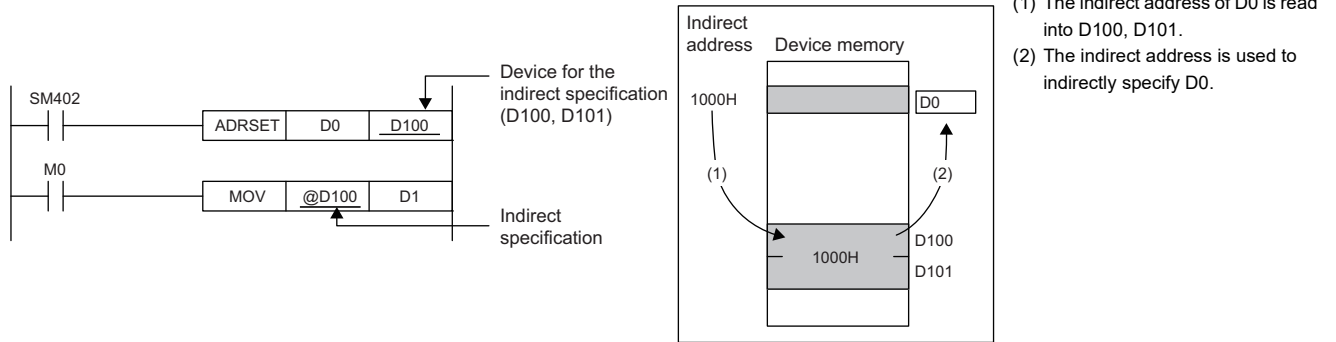 SM402
ADRSET D0 D100
M0
MOV @D100 D1
Device for the
indirect specification
(D100, D101)
Indirect
specification
Indirect
address
Device memory
1000H
D0
(1)
(2)
1000H
D100
D101
(1) The indirect address of D0 is read
into D100, D101.
(2) The indirect address is used to
indirectly specify D0.